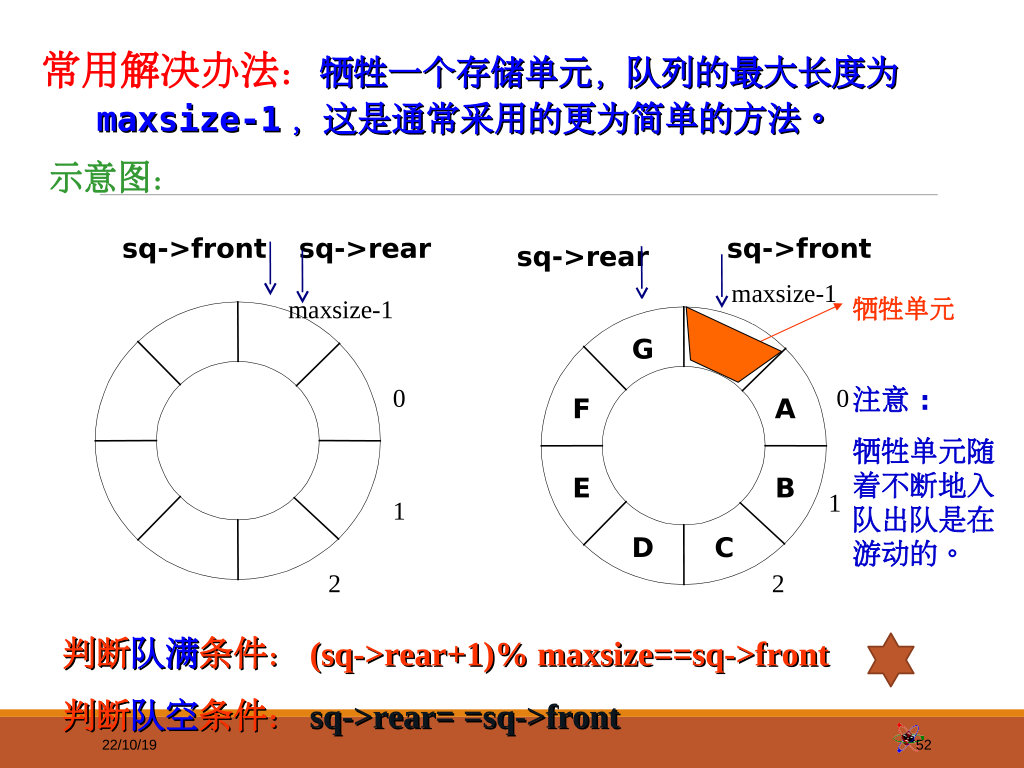 常用解决办法：牺牲一个存储单元，队列的最大长度为
maxsize-1 ，这是通常采用的更为简单的方法。
示意图：
sq->front sq->rear
maxsize-1
0
1
2
sq->rear sq->front
maxsize-1
牺牲单元
G
F A 0
E B 1
D C
2
注意：
牺牲单元随
着不断地入
队出队是在
游动的。
判断队满条件： (sq->rear+1)% maxsize==sq->front
判断队空条件： sq->rear= =sq->front
22/10/19 52